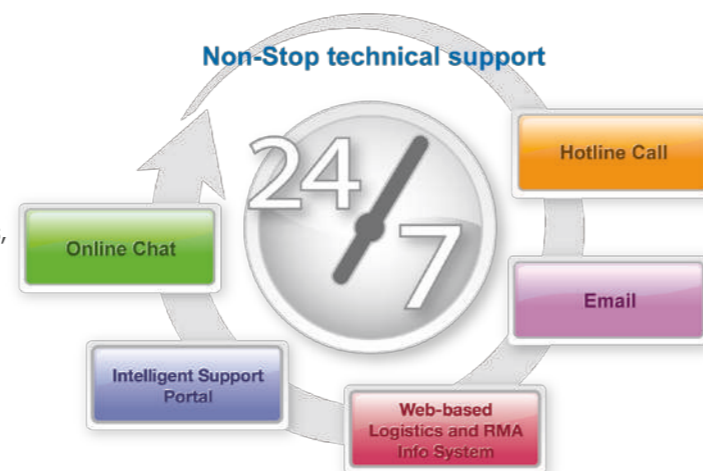 Non-Stop technical support
24
7
Hotline Call
Email
Web-based
Logistics and RMA
Info System
Intelligent Support
Portal
Online Chat
,